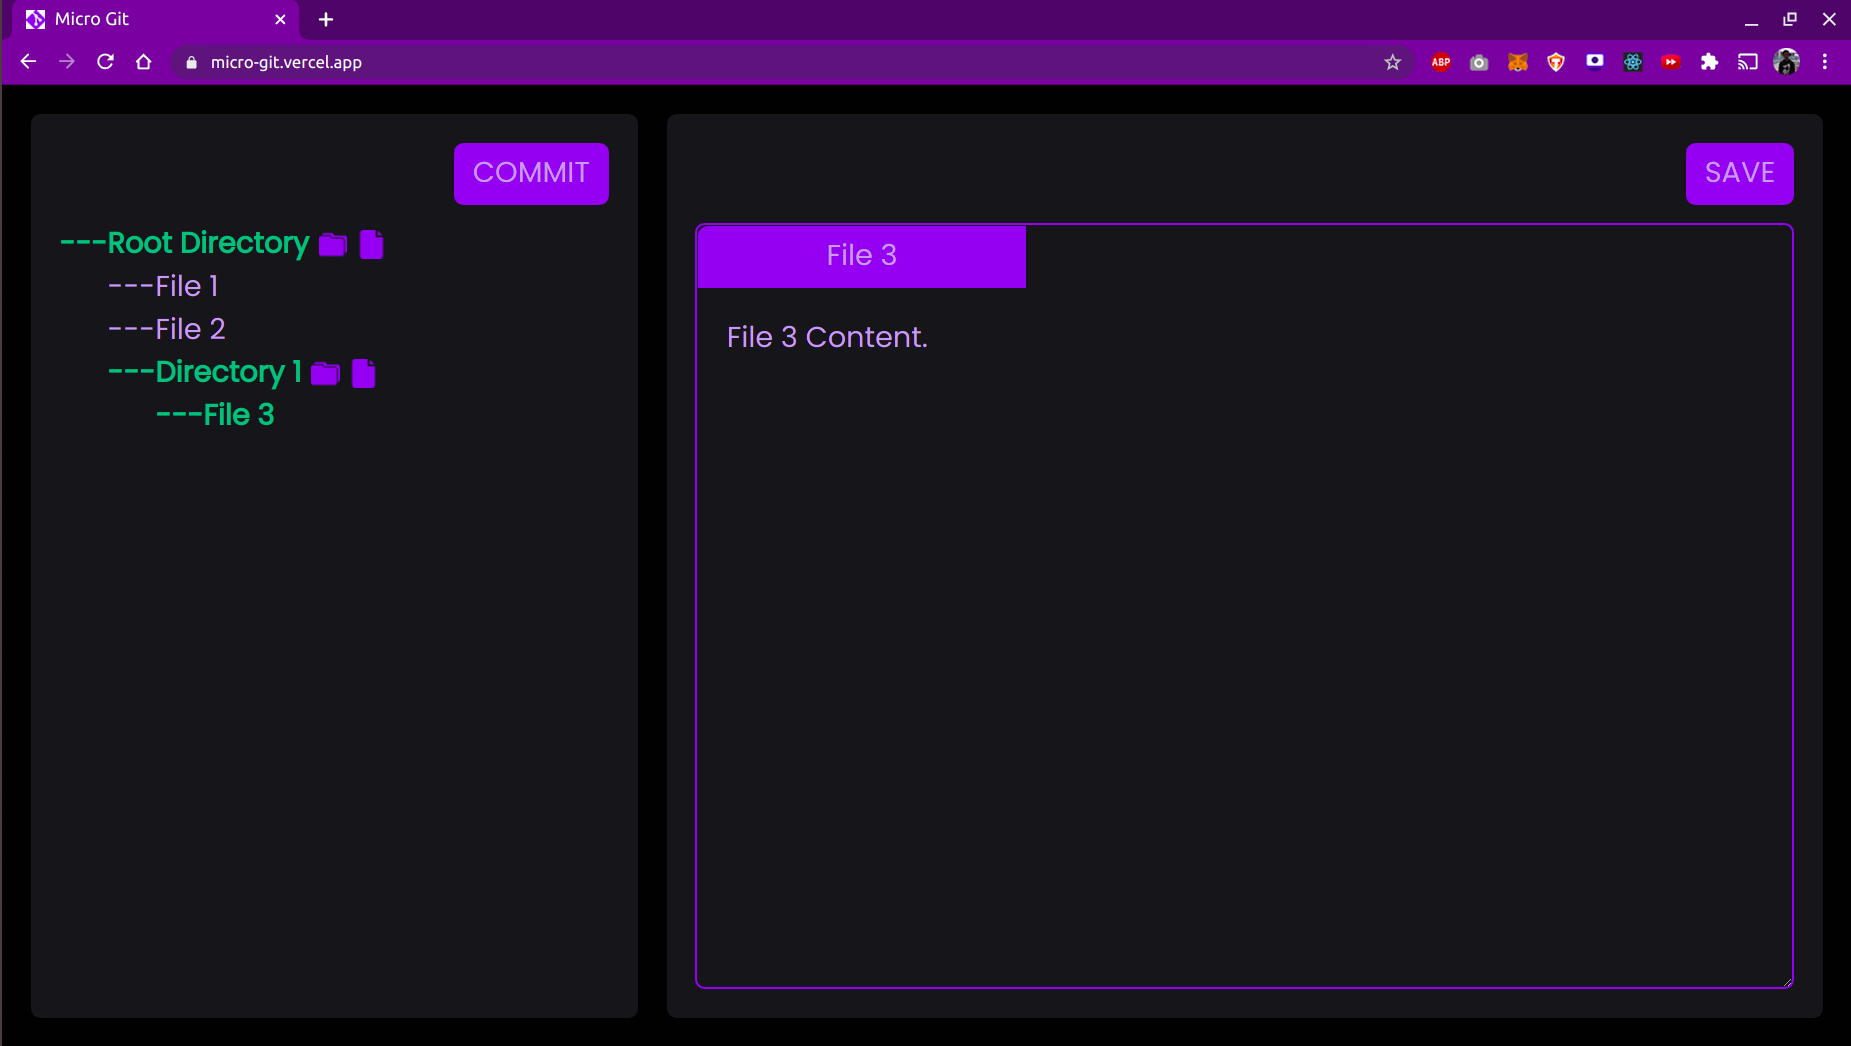 Micro Git
micro-git.vercel.app
ABP
COMMIT
---Root Directory
---File 1
---File 2
---Directory 1
---File 3
SAVE
File 3
File 3 Content.